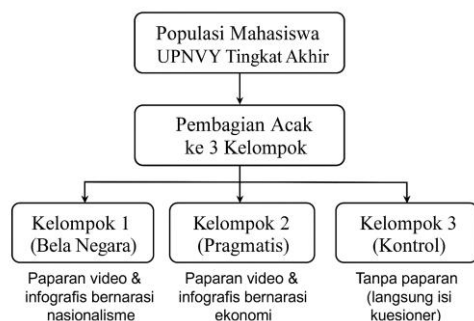 Populasi Mahasiswa
UPNVY Tingkat Akhir
Pembagian Acak
ke 3 Kelompok
Kelompok 1
(Bela Negara)
Kelompok 2
(Pragmatis)
Kelompok 3
(Kontrol)
Paparan video &
infografis bernarasi
nasionalisme
Paparan video &
infografis bernarasi
ekonomi
Tanpa paparan
(langsung isi
kuesioner)